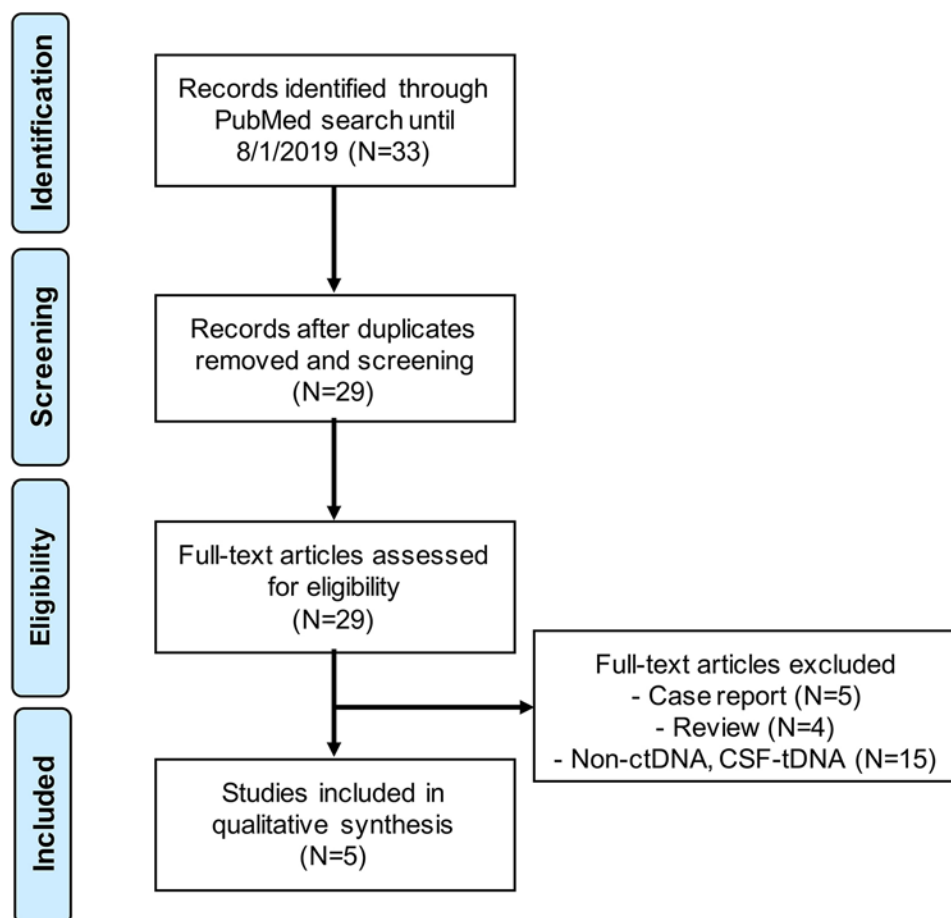 Identification
Records identified through
PubMed search until
8/1/2019 (N=33)
Screening
Records after duplicates
removed and screening
(N=29)
Eligibility
Full-text articles assessed
for eligibility
(N=29)
Full-text articles excluded
- Case report (N=5)
- Review (N=4)
- Non-ctDNA, CSF-tDNA (N=15)
Included
Studies included in
qualitative synthesis
(N=5)